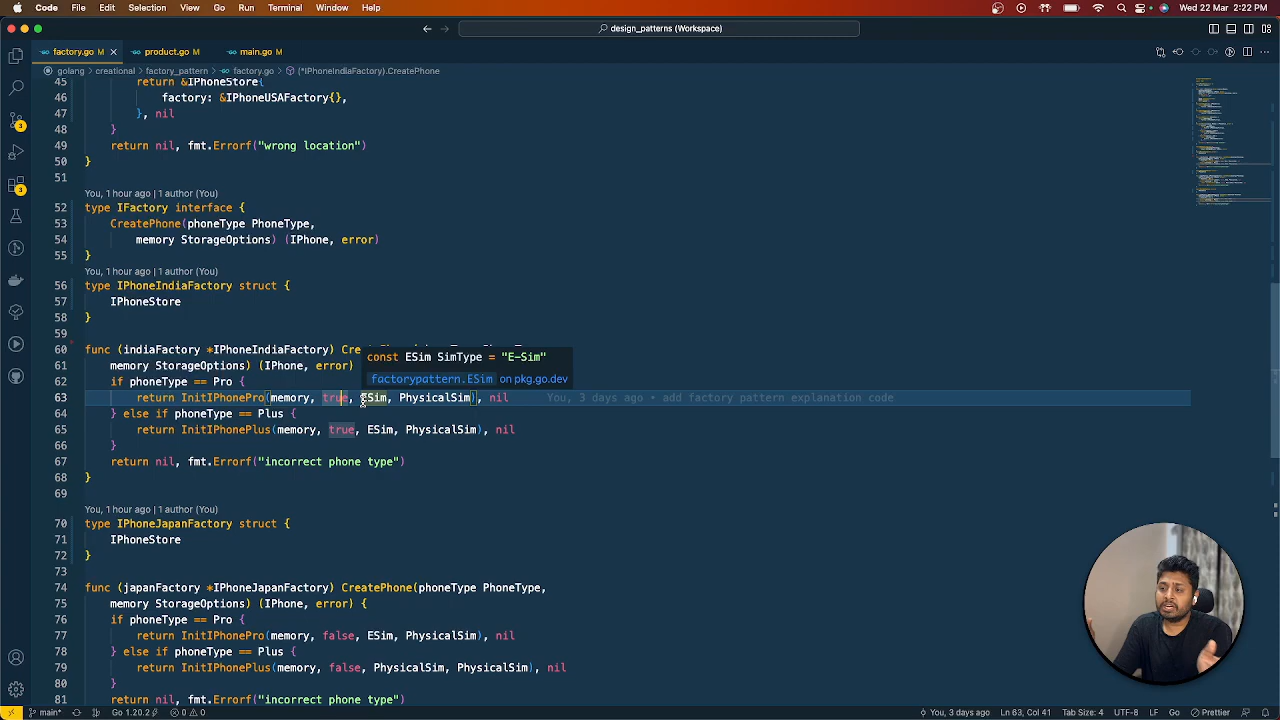 Code File Edit Selection View Go Run Terminal Window Help Wed 22 Mar 2:22 PM
design_patterns (Workspace)
factory.go M product.go M main.go M
golang > creational > factory_pattern > factory.go > (*IPhoneIndiaFactory).CreatePhone
45 return &IPhoneStore{
46 factory: &IPhoneUSAFactory{},
47 }, nil
48 }
49 return nil, fmt.Errorf("wrong location")
50 }
51
You, 1 hour ago | 1 author (You)
52 type IFactory interface {
53 CreatePhone(phoneType PhoneType,
54 memory StorageOptions) (IPhone, error)
55 }
You, 1 hour ago | 1 author (You)
56 type IPhoneIndiaFactory struct {
57 IPhoneStore
58 }
59
60 func (indiaFactory *IPhoneIndiaFactory) Cre
const ESim SimType = "E-Sim"
61 memory StorageOptions) (IPhone, error)
factorypattern.ESim on pkg.go.dev
62 if phoneType == Pro {
63 return InitIPhonePro(memory, true, ESim, PhysicalSim), nil You, 3 days ago • add factory pattern explanation code
64 } else if phoneType == Plus {
65 return InitIPhonePlus(memory, true, ESim, PhysicalSim), nil
66 }
67 return nil, fmt.Errorf("incorrect phone type")
68 }
69
You, 1 hour ago | 1 author (You)
70 type IPhoneJapanFactory struct {
71 IPhoneStore
72 }
73
74 func (japanFactory *IPhoneJapanFactory) CreatePhone(phoneType PhoneType,
75 memory StorageOptions) (IPhone, error) {
76 if phoneType == Pro {
77 return InitIPhonePro(memory, false, ESim, PhysicalSim), nil
78 } else if phoneType == Plus {
79 return InitIPhonePlus(memory, false, PhysicalSim, PhysicalSim), nil
80 }
81 return nil, fmt.Errorf("incorrect phone type")
main* Go 1.20.2 0 0 You, 3 days ago Ln 63, Col 41 Tab Size: 4 UTF-8 LF Go Prettier